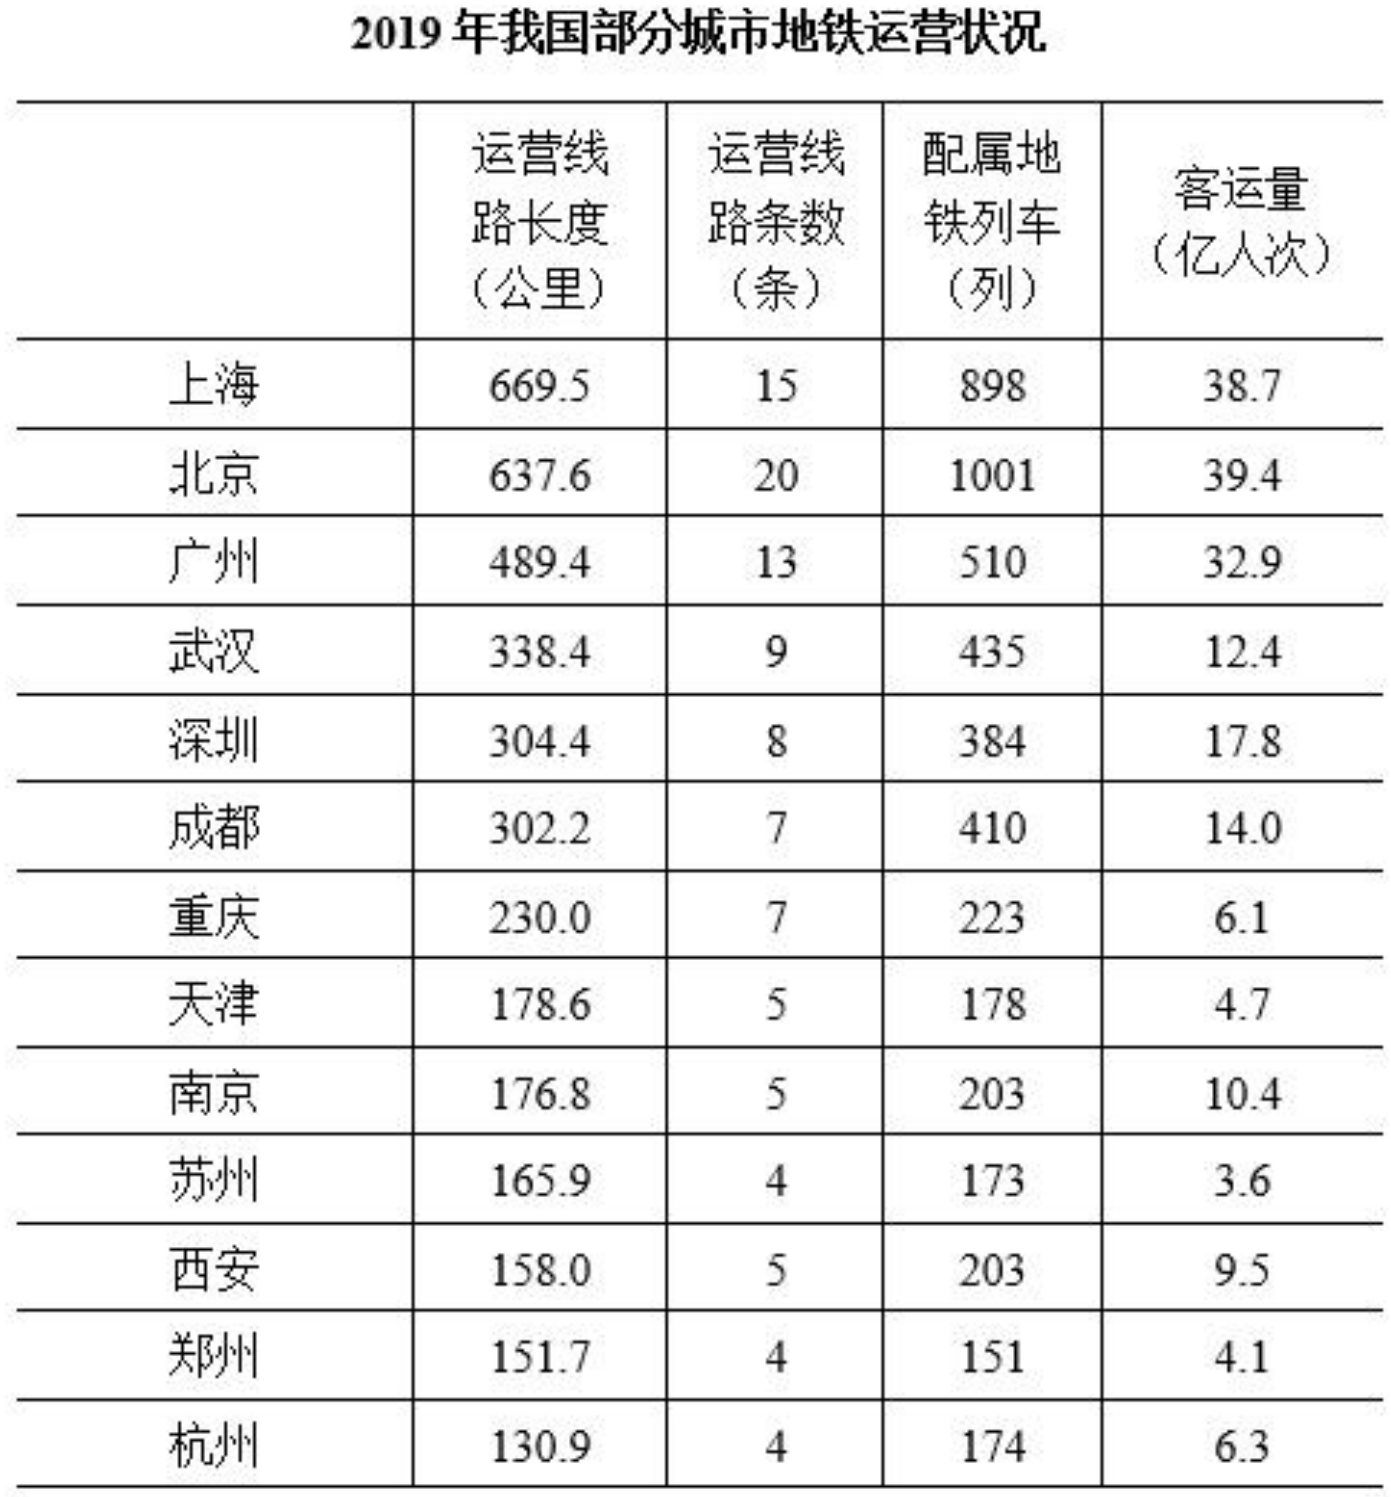 2019 年我国部分城市地铁运营状况
运营线路长度（公里） 运营线路条数（条） 配属地铁列车（列） 客运量（亿人次）
上海 669.5 15 898 38.7
北京 637.6 20 1001 39.4
广州 489.4 13 510 32.9
武汉 338.4 9 435 12.4
深圳 304.4 8 384 17.8
成都 302.2 7 410 14.0
重庆 230.0 7 223 6.1
天津 178.6 5 178 4.7
南京 176.8 5 203 10.4
苏州 165.9 4 173 3.6
西安 158.0 5 203 9.5
郑州 151.7 4 151 4.1
杭州 130.9 4 174 6.3